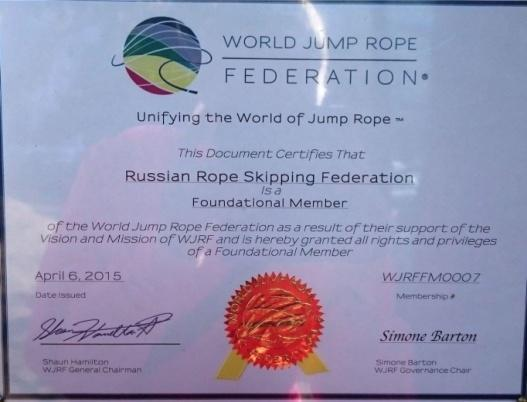 WORLD JUMP ROPE
FEDERATION®
Unifying the World of Jump Rope ™
This Document Certifies That
Russian Rope Skipping Federation
Is a
Foundational Member
of the World Jump Rope Federation as a result of their support of the
Vision and Mission of WJRF and is hereby granted all rights and privileges
of a Foundational Member
April 6, 2015
WJRFFM0007
Date Issued
Membership #
Simone Barton
Shaun Hamilton
WJRF General Chairman
Simone Barton
WJRF Governance Chair